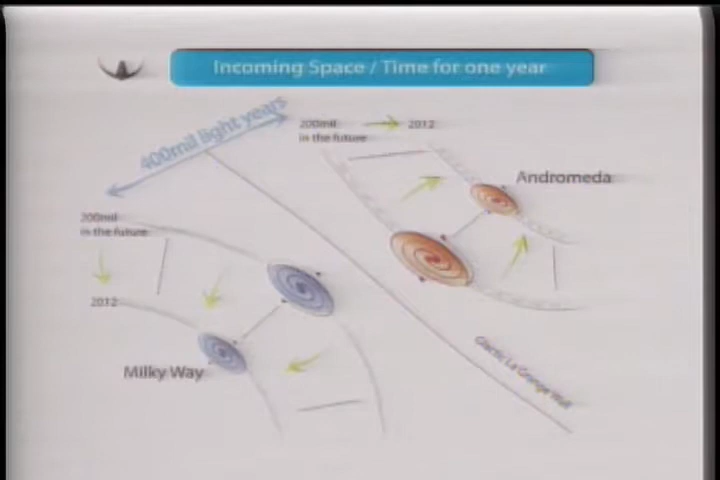 Incoming Space / Time for one year
400mil light years
200mil
in the future
2012
Andromeda
200mil
in the future
2012
Milky Way
Galactic La Grange Wall